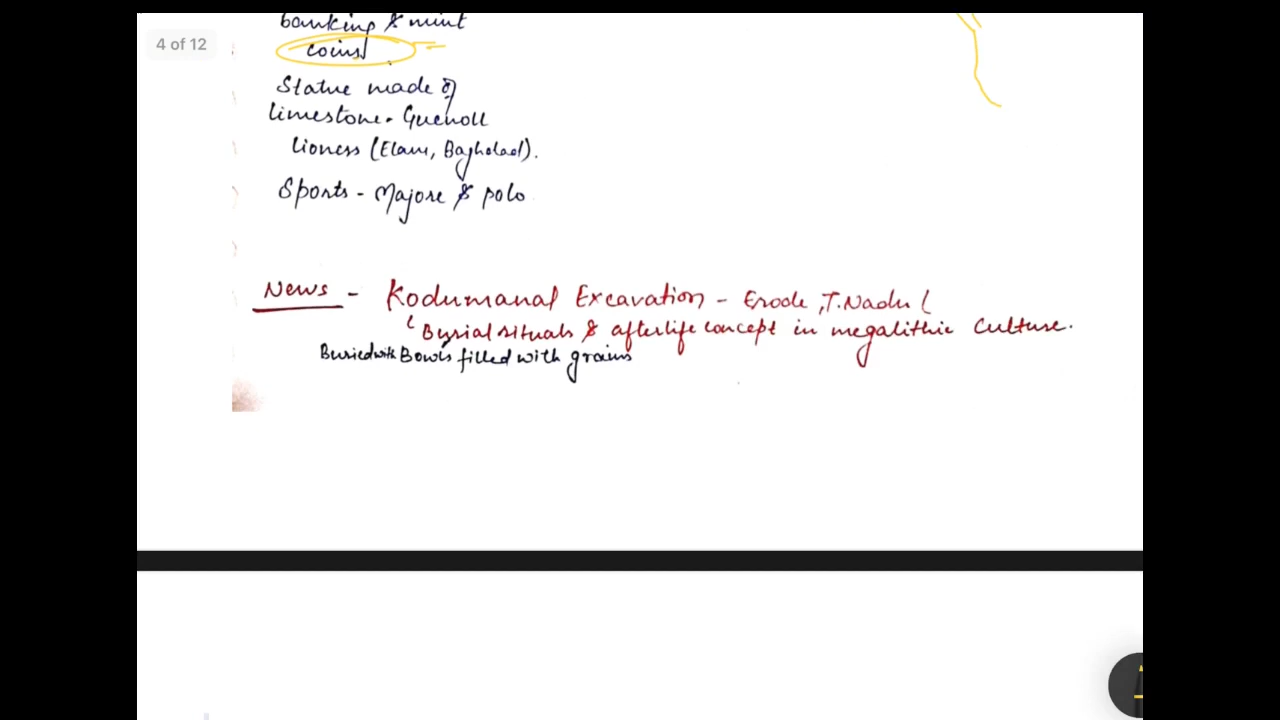 4 of 12
banking & mint
coins
Statue made of
limestone - Guenoll
lioness (Elam, Baghdad).
Sports - Majore & polo
News - Kodumanal Excavation - Erode, T.Nadu (
( Burial rituals & afterlife concept in megalithic culture.
Buried with Bowls filled with grains